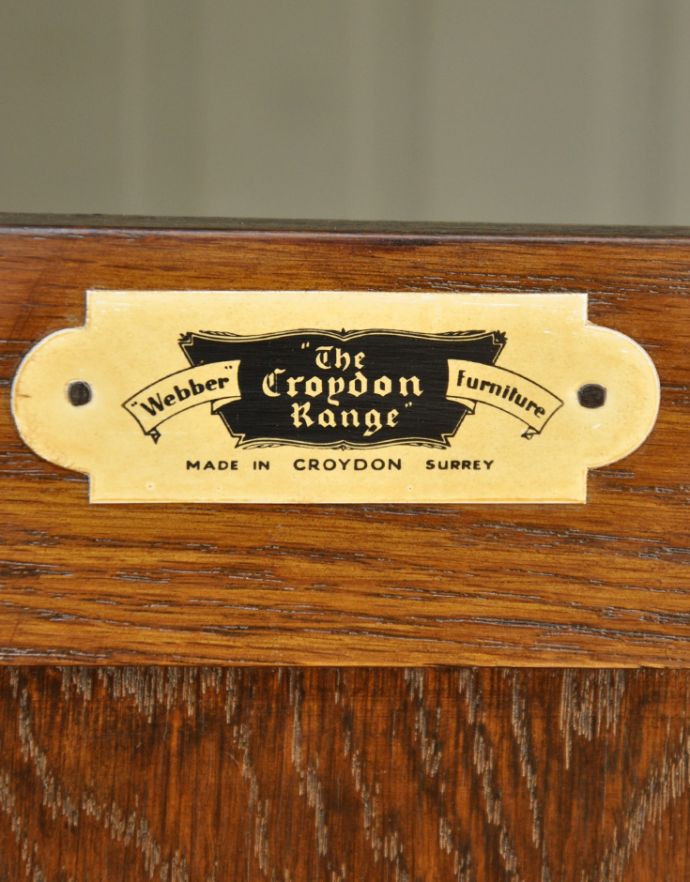 "Webber"
"The
Croydon
Range"
Furniture
MADE IN CROYDON SURREY